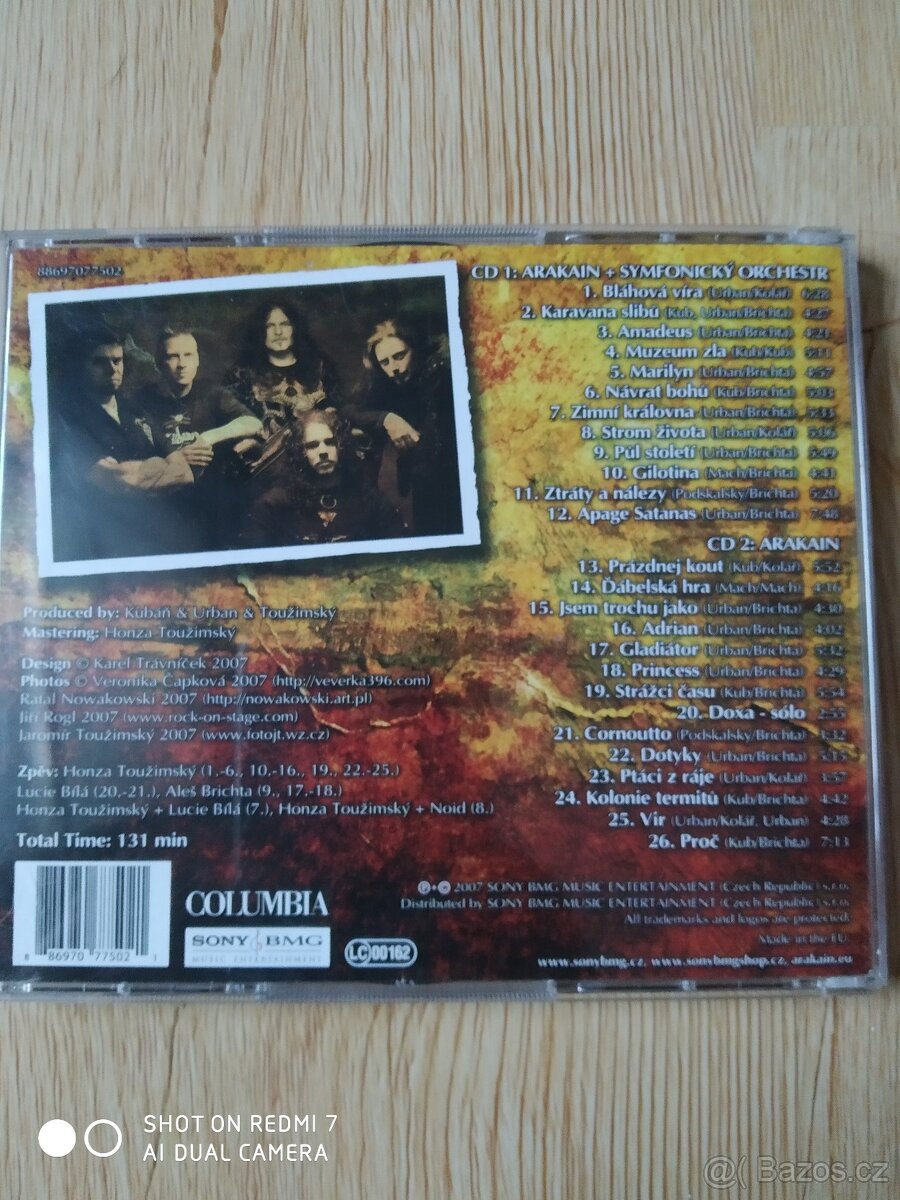 88697077502
CD 1: ARAKAIN + SYMFONICKÝ ORCHESTR
1. Bláhová víra (Urban/Kolář) 6:28
2. Karavana slibů (Kub, Urban/Brichta) 4:27
3. Amadeus (Urban/Brichta) 4:21
4. Muzeum zla (Kub/Kub) 5:11
5. Marilyn (Urban/Brichta) 4:57
6. Návrat bohů (Kub/Brichta) 5:03
7. Zimní královna (Urban/Brichta) 5:33
8. Strom života (Urban/Kolář) 5:06
9. Půl století (Urban/Brichta) 5:49
10. Gilotina (Mach/Brichta) 4:41
11. Ztráty a nálezy (Podskalský/Brichta) 5:20
12. Apage Satanas (Urban/Brichta) 7:48
CD 2: ARAKAIN
13. Prázdnej kout (Kub/Kolář) 5:52
14. Ďábelská hra (Mach/Mach) 4:16
15. Jsem trochu jako (Urban/Brichta) 4:30
16. Adrian (Urban/Brichta) 4:02
17. Gladiátor (Urban/Brichta) 5:32
18. Princess (Urban/Brichta) 4:29
19. Strážci času (Kub/Brichta) 5:54
20. Doxa - sólo 2:55
21. Cornoutto (Podskalský/Brichta) 4:32
22. Dotyky (Urban/Brichta) 5:15
23. Ptáci z ráje (Urban/Kolář) 3:57
24. Kolonie termitů (Kub/Brichta) 4:42
25. Vir (Urban/Kolář, Urban) 4:28
26. Proč (Kub/Brichta) 7:13
Produced by: Kubáň & Urban & Toužimský
Mastering: Honza Toužimský
Design © Karel Trávníček 2007
Photos © Veronika Čapková 2007 (http://veverka396.com)
Rafal Nowakowski 2007 (http://nowakowski.art.pl)
Jiří Rogl 2007 (www.rock-on-stage.com)
Jaromír Toužimský 2007 (www.fotojt.wz.cz)
Zpěv: Honza Toužimský (1.-6., 10.-16., 19., 22.-25.)
Lucie Bílá (20.-21.), Aleš Brichta (9., 17.-18.)
Honza Toužimský + Lucie Bílá (7.), Honza Toužimský + Noid (8.)
Total Time: 131 min
8 86970 77502 1
COLUMBIA
SONY BMG
MUSIC ENTERTAINMENT
LC 00162
℗+© 2007 SONY BMG MUSIC ENTERTAINMENT (Czech Republic) s.r.o.
Distributed by SONY BMG MUSIC ENTERTAINMENT (Czech Republic) s.r.o.
All trademarks and logos are protected.
Made in the EU.
www.sonybmg.cz, www.sonybmgshop.cz, arakain.eu
SHOT ON REDMI 7
AI DUAL CAMERA
@ Bazos.cz